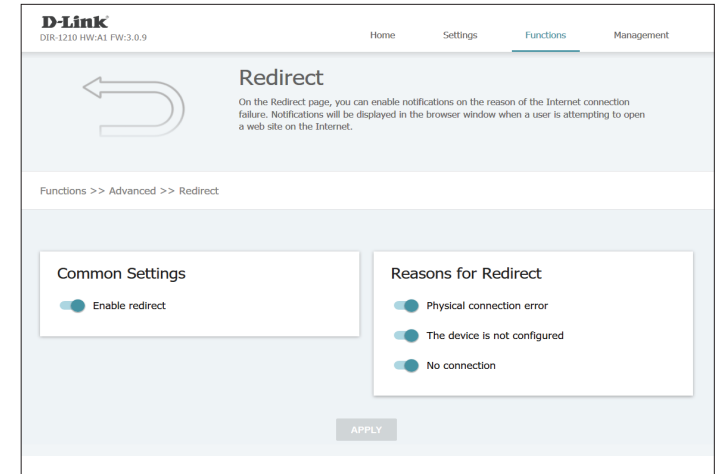 D-Link
DIR-1210 HW:A1 FW:3.0.9
Home Settings Functions Management
Redirect
On the Redirect page, you can enable notifications on the reason of the Internet connection
failure. Notifications will be displayed in the browser window when a user is attempting to open
a web site on the Internet.
Functions >> Advanced >> Redirect
Common Settings
Enable redirect
Reasons for Redirect
Physical connection error
The device is not configured
No connection
APPLY